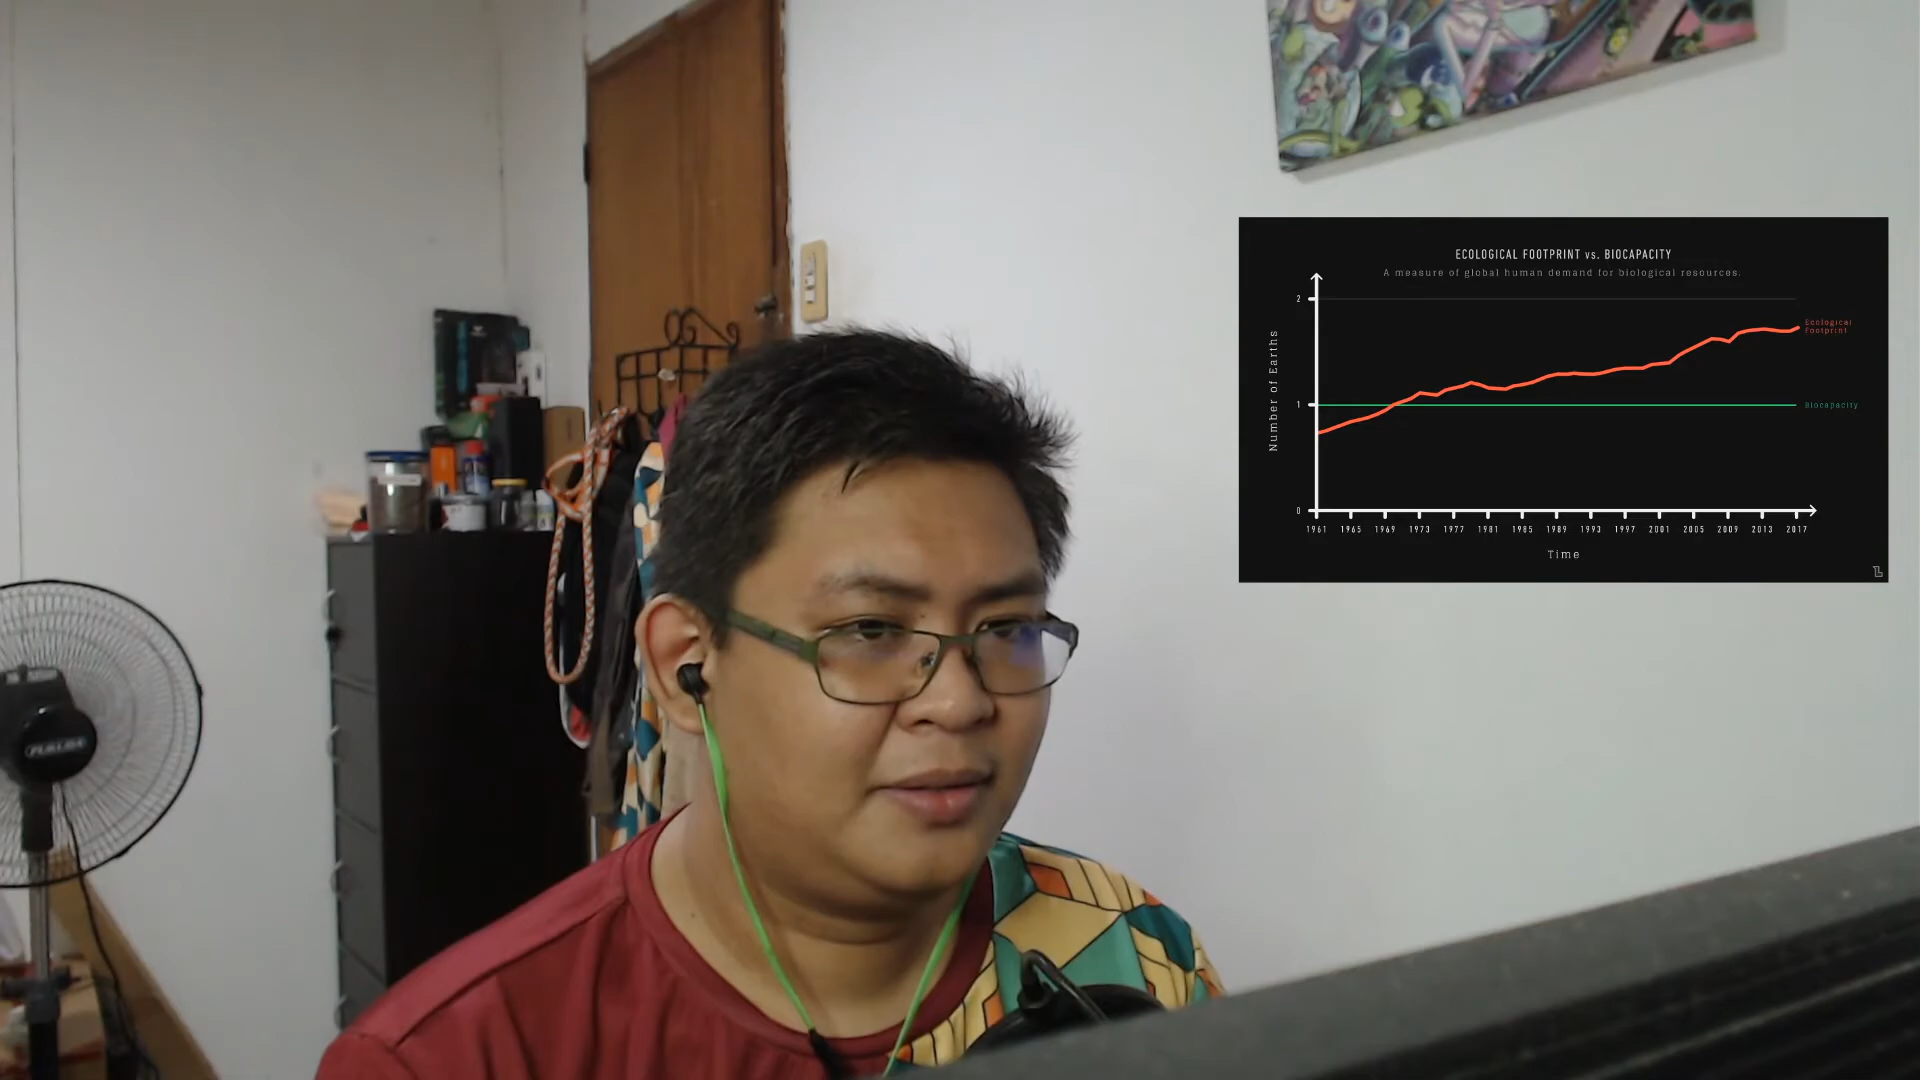 ECOLOGICAL FOOTPRINT vs. BIOCAPACITY
A measure of global human demand for biological resources.
2
Ecological
Footprint
Number of Earths
1
Biocapacity
0
1961 1965 1969 1973 1977 1981 1985 1989 1993 1997 2001 2005 2009 2013 2017
Time